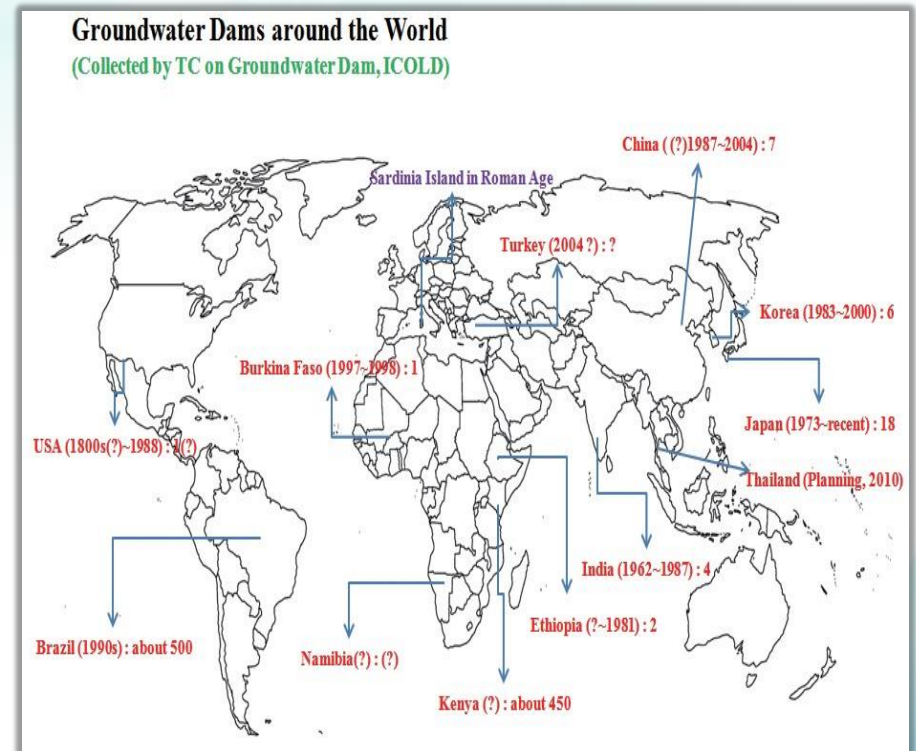 Groundwater Dams around the World
(Collected by TC on Groundwater Dam, ICOLD)
China ( (?)1987~2004) : 7
Sardinia Island in Roman Age
Turkey (2004 ?) : ?
Korea (1983~2000) : 6
Burkina Faso (1997~1998) : 1
Japan (1973~recent) : 18
USA (1800s(?)~1988) : 1(?)
Thailand (Planning, 2010)
India (1962~1987) : 4
Ethiopia (?~1981) : 2
Brazil (1990s) : about 500
Namibia(?) : (?)
Kenya (?) : about 450